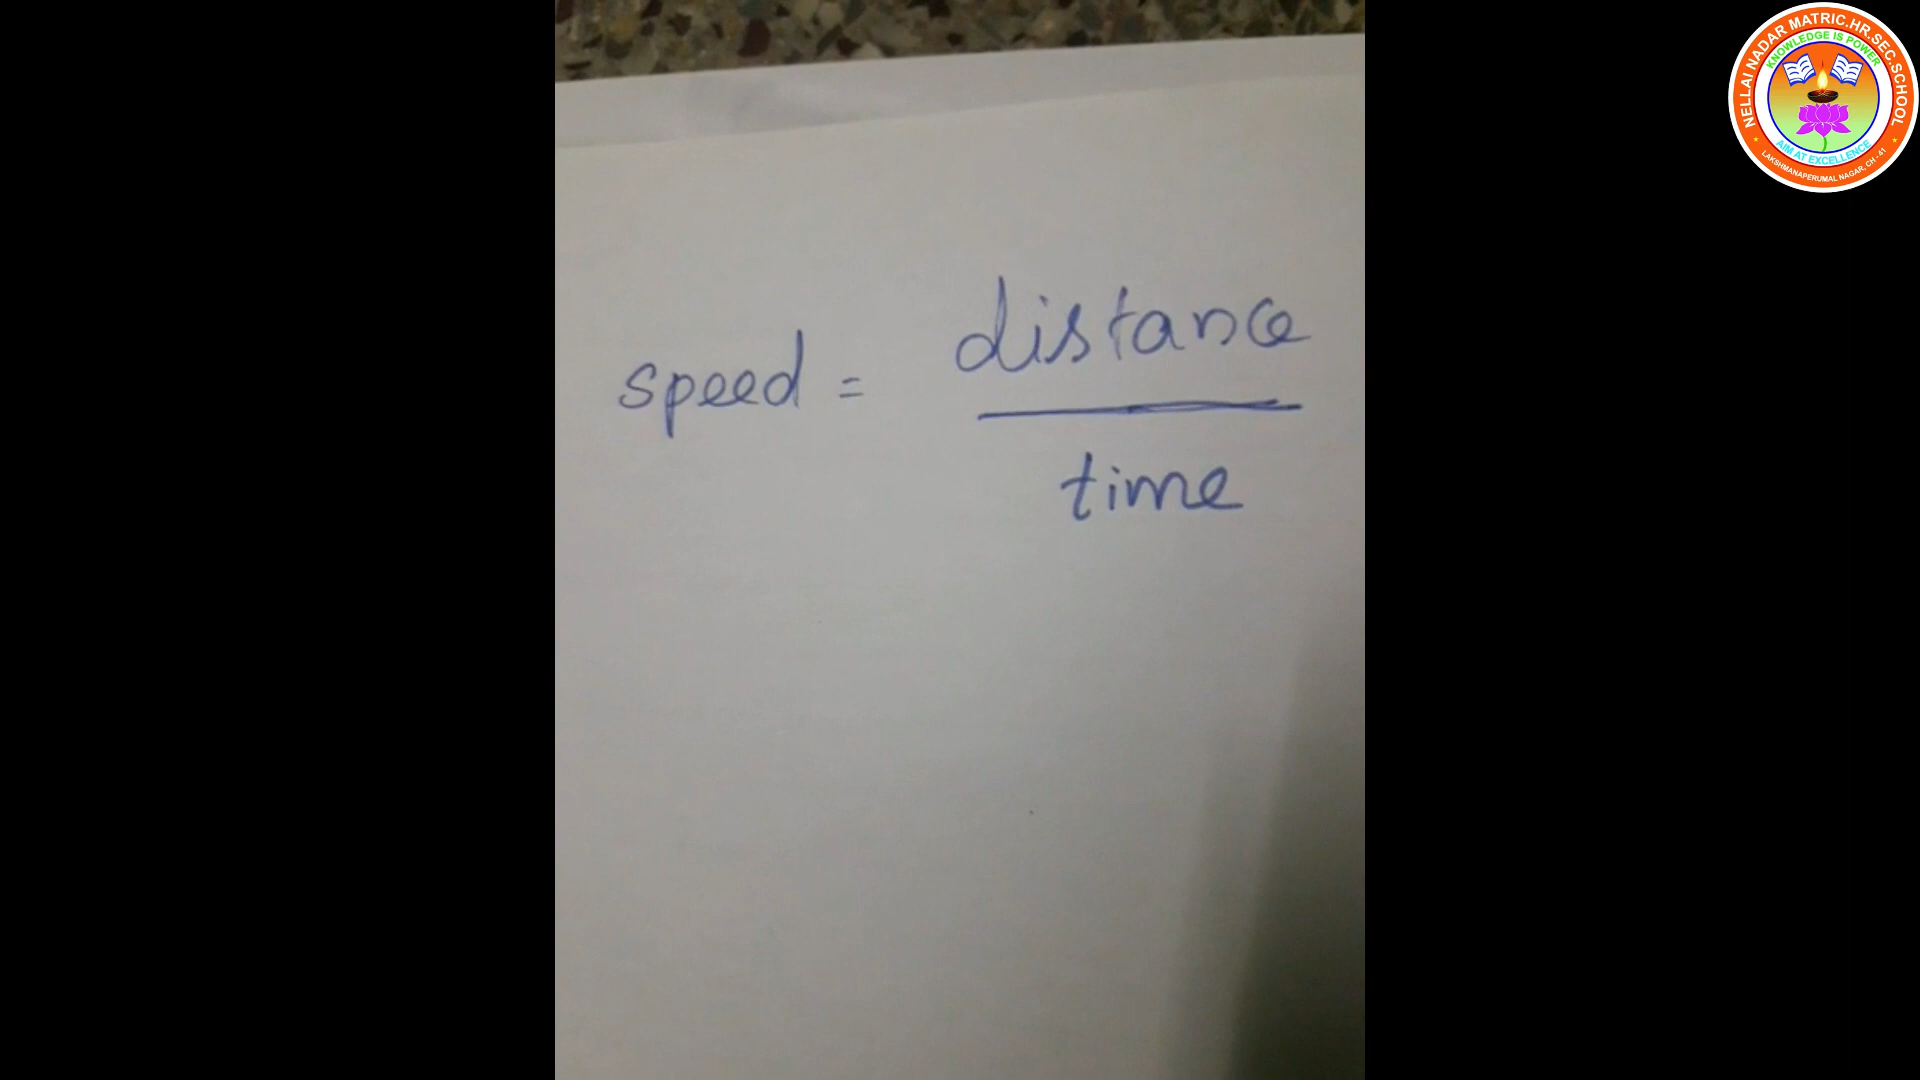 speed = distance
time
NELLAI NADAR MATRIC.HR.SEC.SCHOOL
KNOWLEDGE IS POWER
AIM AT EXCELLENCE
LAKSHMANAPERUMAL NAGAR, CH - 41